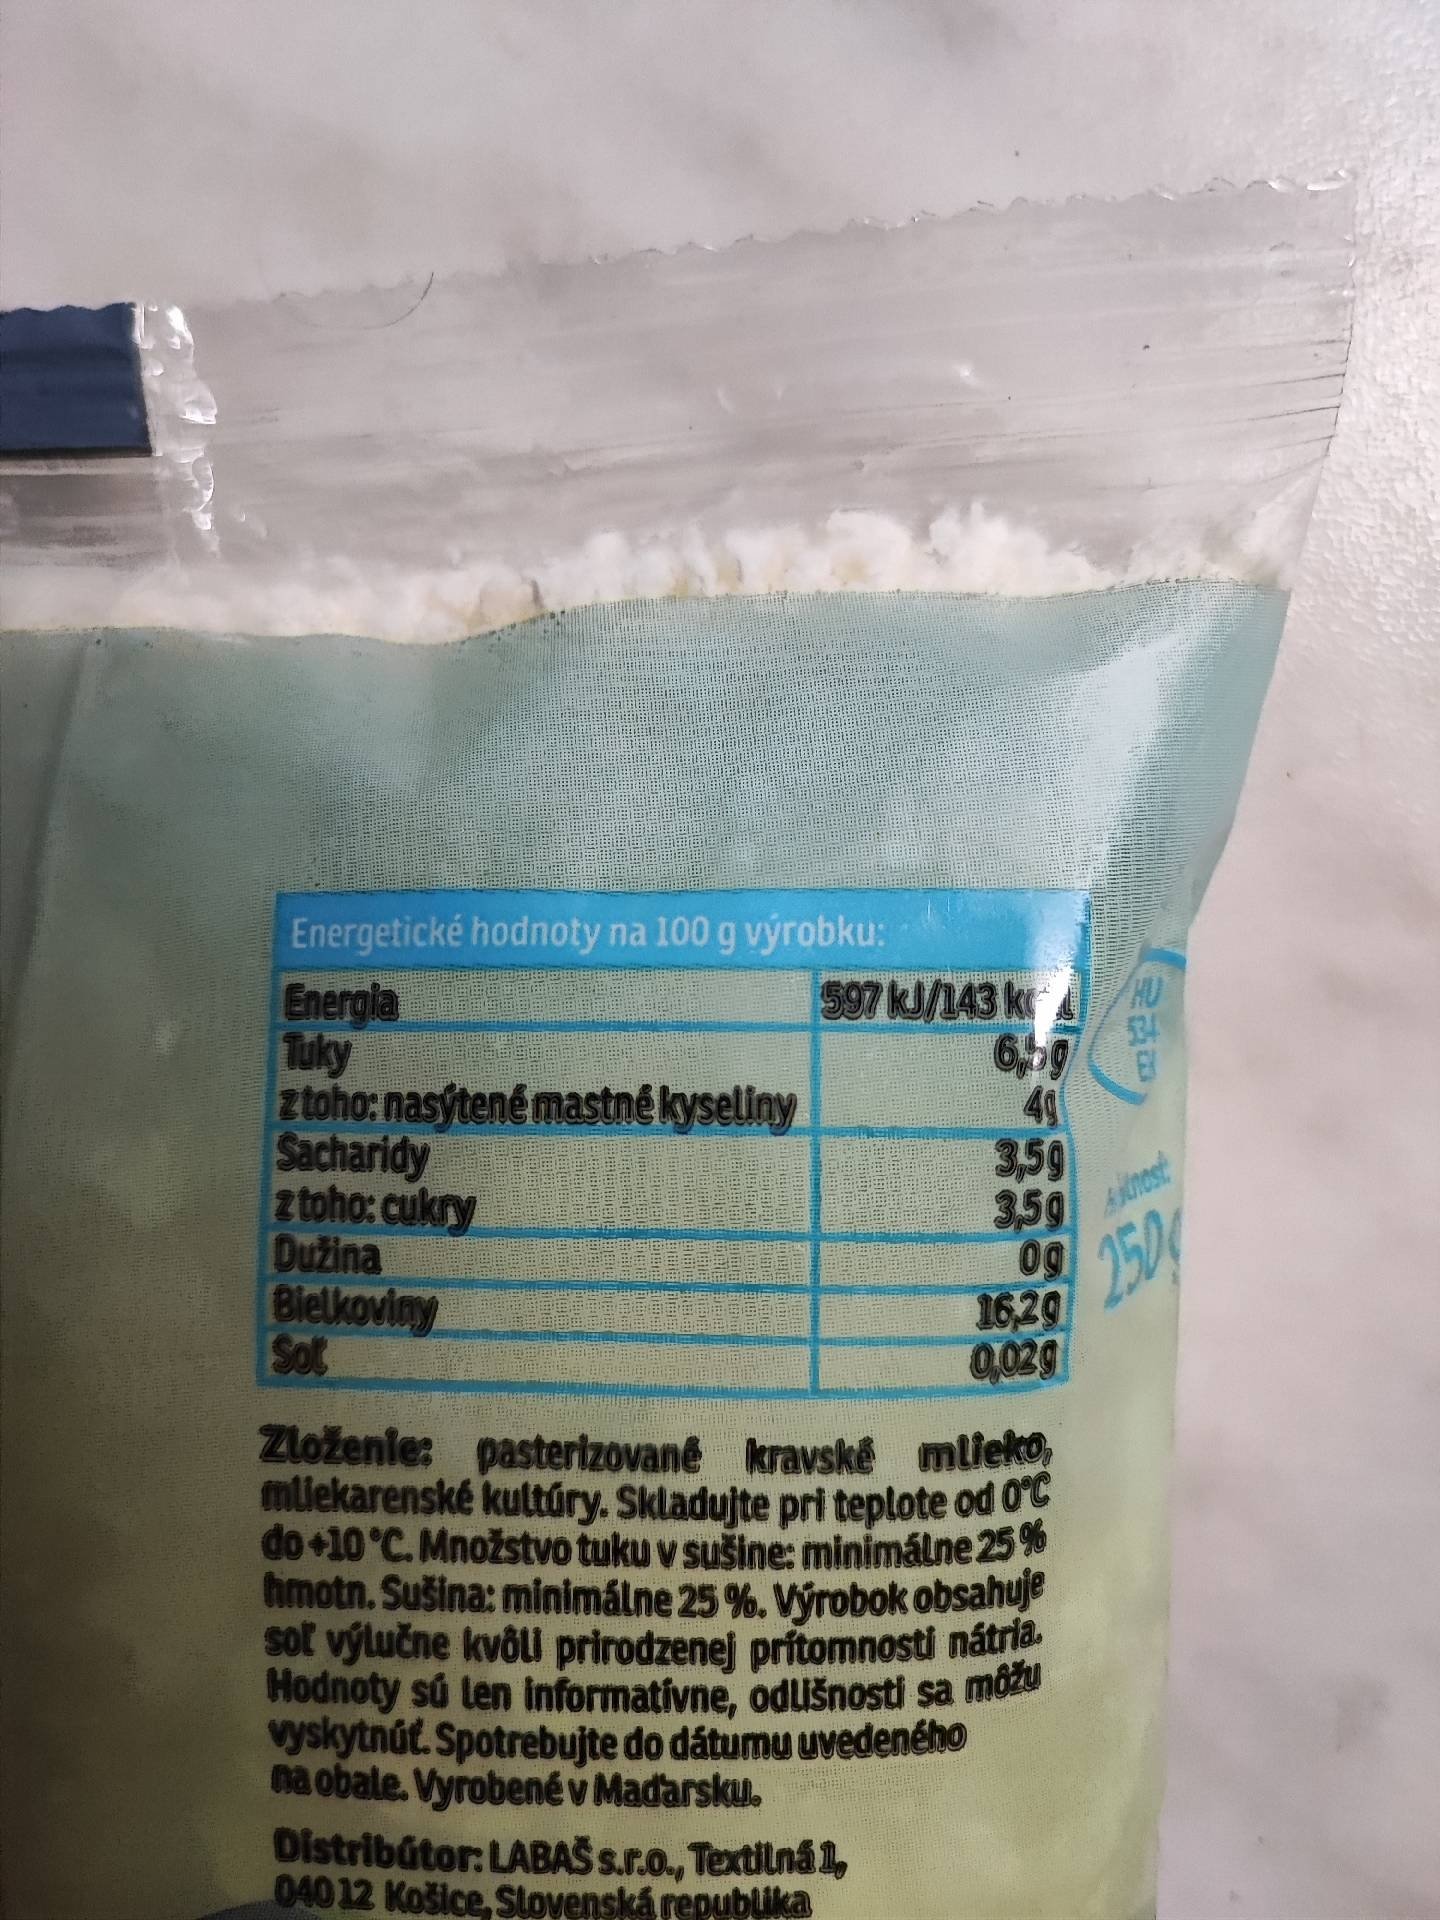 Energetické hodnoty na 100 g výrobku:
Energia 597 kJ/143 kcal
Tuky 6,5 g
z toho: nasýtené mastné kyseliny 4g
Sacharidy 3,5 g
z toho: cukry 3,5 g
Dužina 0 g
Bielkoviny 16,2 g
Soľ 0,02 g
HU
534
250 g
Zloženie: pasterizované kravské mlieko,
mliekarenské kultúry. Skladujte pri teplote od 0°C
do +10 °C. Množstvo tuku v sušine: minimálne 25 %
hmotn. Sušina: minimálne 25 %. Výrobok obsahuje
soľ výlučne kvôli prirodzenej prítomnosti nátria.
Hodnoty sú len informatívne, odlišnosti sa môžu
vyskytnúť. Spotrebujte do dátumu uvedeného
na obale. Vyrobené v Maďarsku.
Distribútor: LABAŠ s.r.o., Textilná 1,
040 12 Košice, Slovenská republika